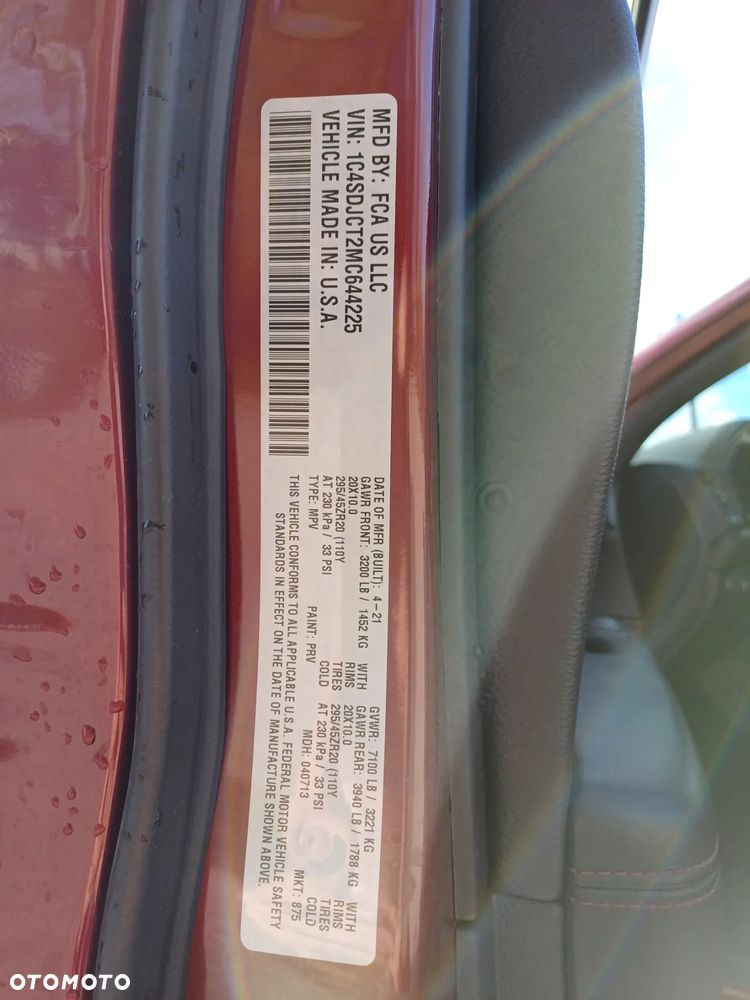 MFD BY: FCA US LLC
VIN: 1C4SDJCT2MC644225
VEHICLE MADE IN: U.S.A.
DATE OF MFR (BUILT): 4-21 GVWR: 7100 LB / 3221 KG
GAWR FRONT: 3200 LB / 1452 KG WITH GAWR REAR: 3940 LB / 1788 KG WITH
20X10.0 RIMS 20X10.0 RIMS
295/45ZR20 (110Y TIRES 295/45ZR20 (110Y TIRES
AT 230 kPa / 33 PSI COLD AT 230 kPa / 33 PSI COLD
TYPE: MPV PAINT: PRV MDH: 040713 MKT: 875
THIS VEHICLE CONFORMS TO ALL APPLICABLE U.S.A. FEDERAL MOTOR VEHICLE SAFETY
STANDARDS IN EFFECT ON THE DATE OF MANUFACTURE SHOWN ABOVE.
OTOMOTO